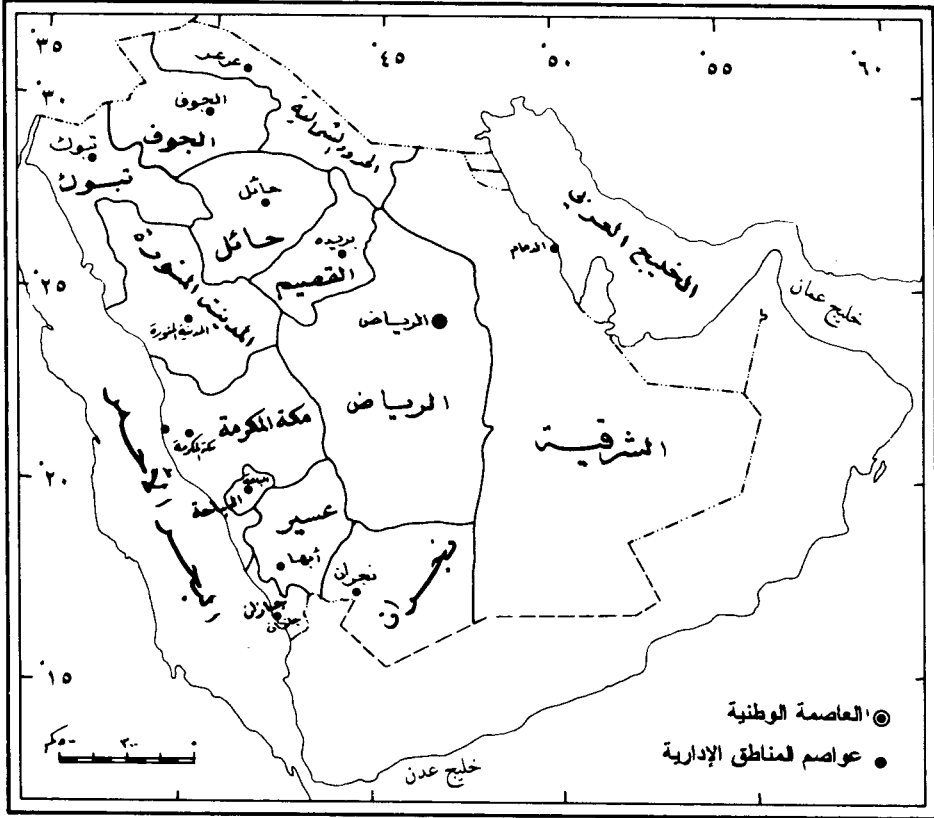 ٣٥°
٤٥°
٥٠°
٥٥°
٦٠°
٣٠°
٢٥°
٢٠°
١٥°
عرعر
الحدود الشمالية
الجوف
الجوف
تبوك
تبوك
حائل
حائل
بريده
القصيم
المدينة المنورة
المدينة المنورة
الدمام
الخليج العربي
خليج عمان
الرياض
الرياض
مكة المكرمة
مكة المكرمة
الشرقية
الباحة
الباحة
عسير
أبها
نجران
نجران
جازان
جازان
البحر الأحمر
خليج عدن
العاصمة الوطنية
عواصم المناطق الإدارية